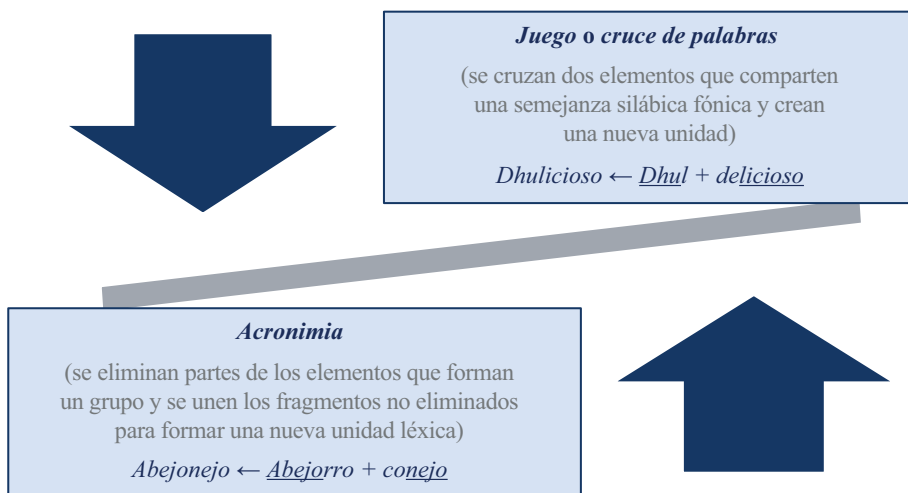 Juego o cruce de palabras
(se cruzan dos elementos que comparten
una semejanza silábica fónica y crean
una nueva unidad)
Dhulicioso ← Dhul + delicioso
Acronimia
(se eliminan partes de los elementos que forman
un grupo y se unen los fragmentos no eliminados
para formar una nueva unidad léxica)
Abejonejo ← Abejorro + conejo